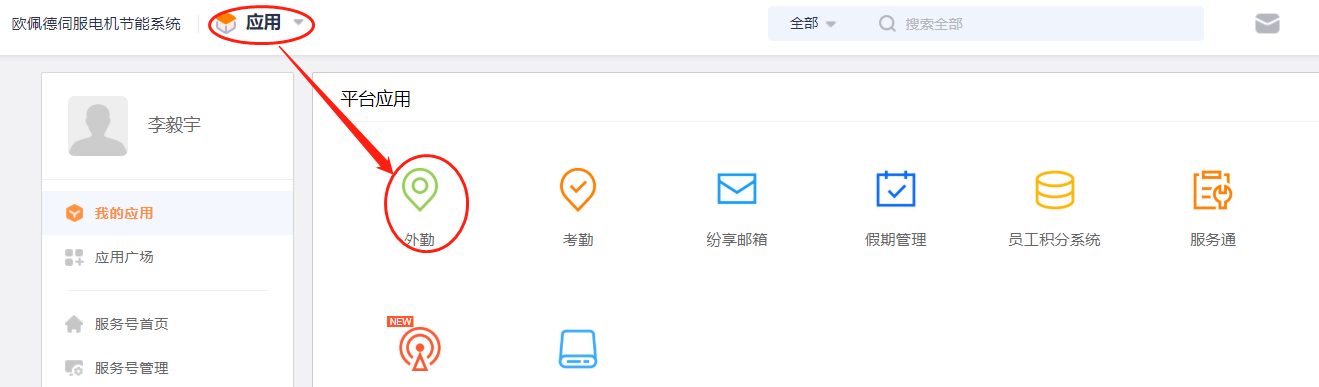 欧佩德伺服电机节能系统
应用
全部
搜索全部
李毅宇
我的应用
应用广场
服务号首页
服务号管理
平台应用
外勤
考勤
纷享邮箱
假期管理
员工积分系统
服务通
NEW